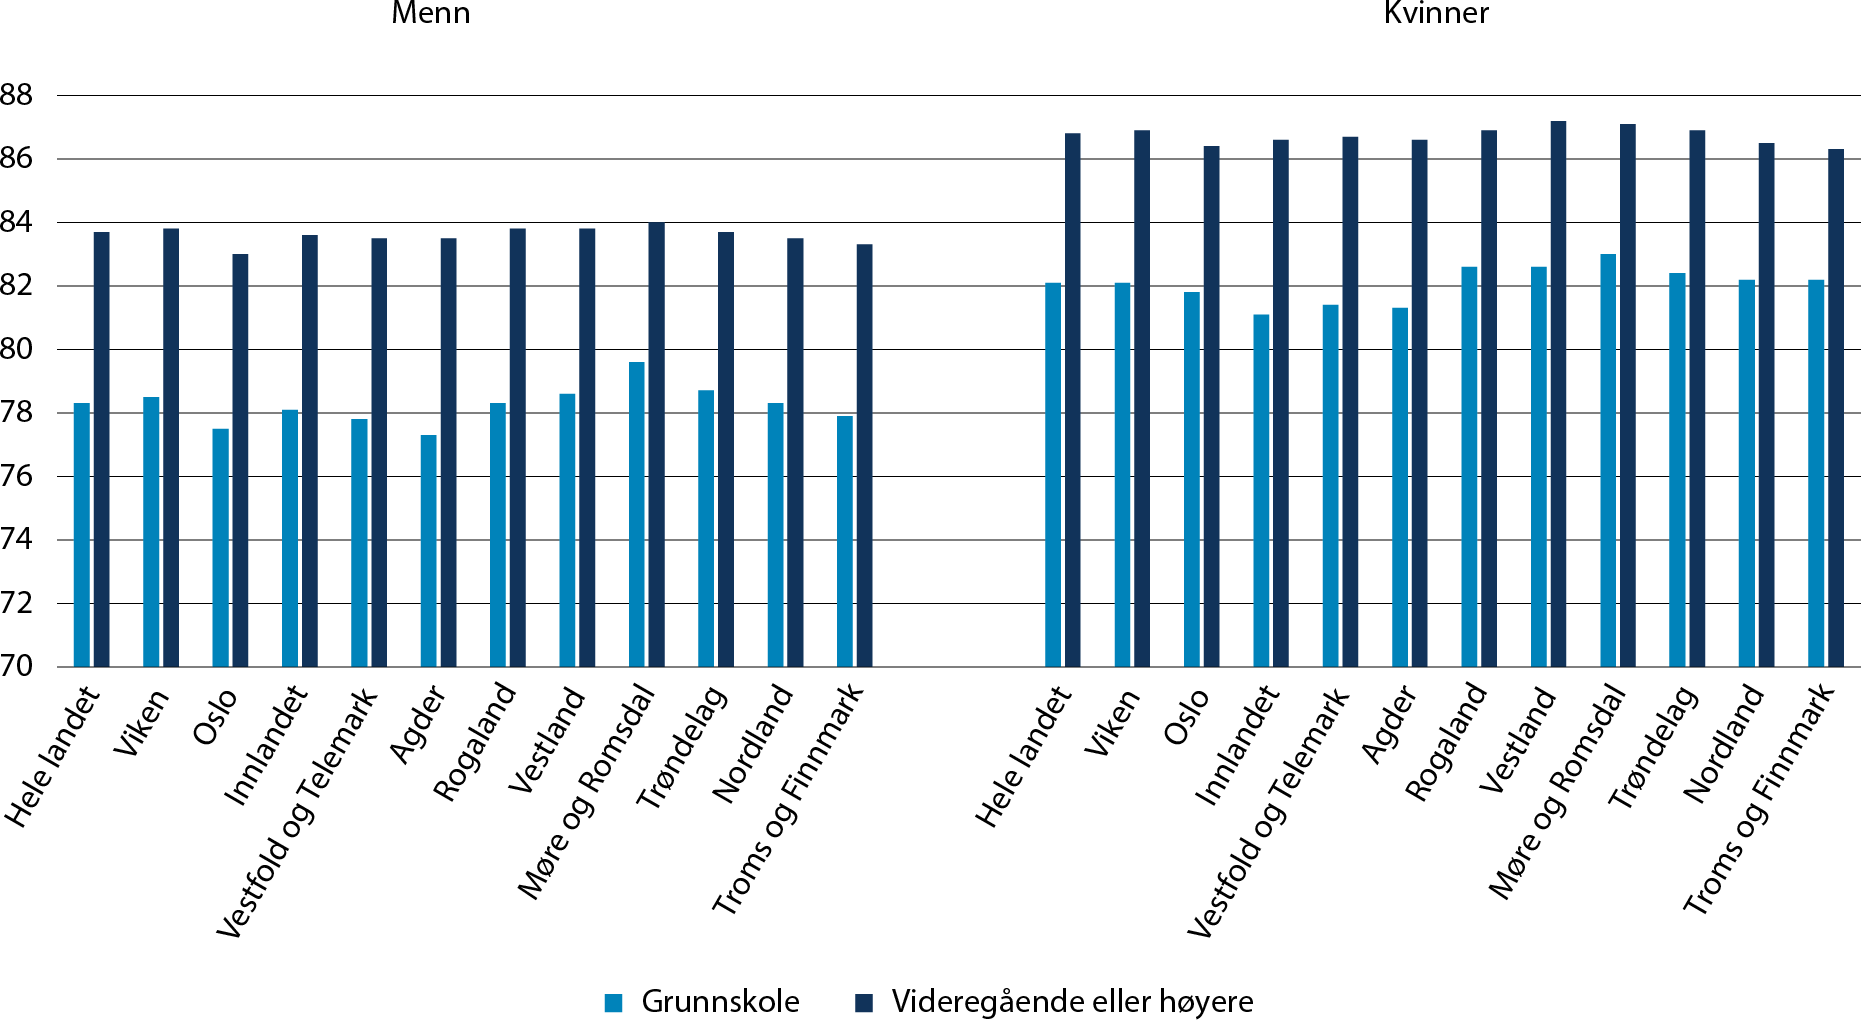 Menn
Kvinner
88
86
84
82
80
78
76
74
72
70
Hele landet
Viken
Oslo
Innlandet
Vestfold og Telemark
Agder
Rogaland
Vestland
Møre og Romsdal
Trøndelag
Nordland
Troms og Finnmark
Hele landet
Viken
Oslo
Innlandet
Vestfold og Telemark
Agder
Rogaland
Vestland
Møre og Romsdal
Trøndelag
Nordland
Troms og Finnmark
Grunnskole
Videregående eller høyere